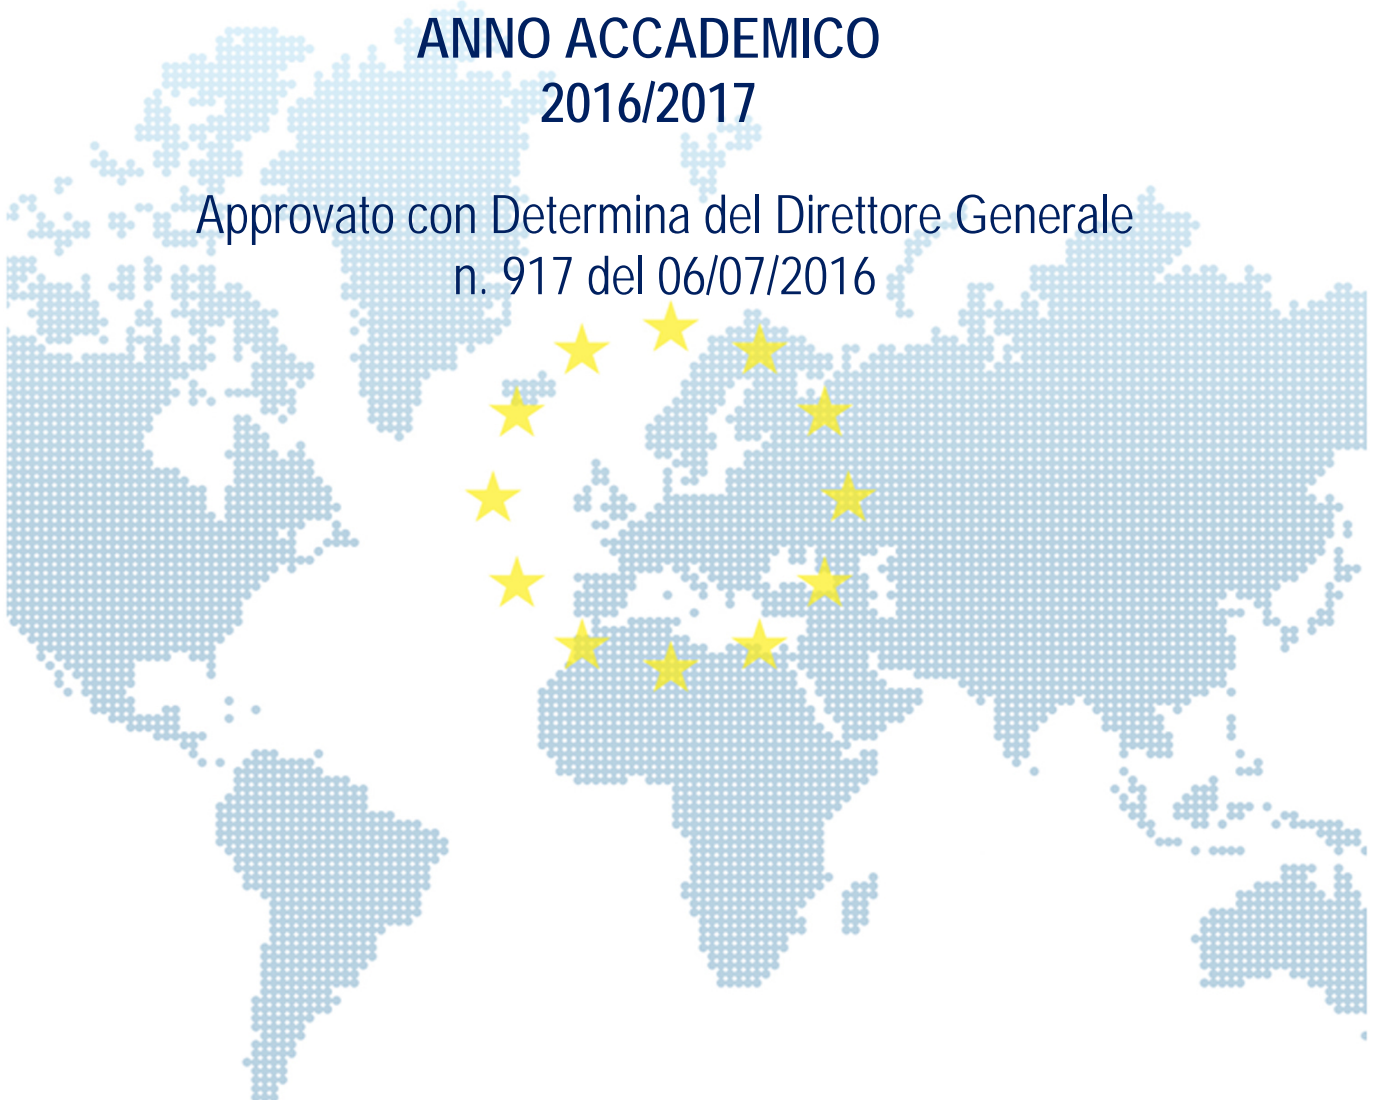 ANNO ACCADEMICO
2016/2017
Approvato con Determina del Direttore Generale
n. 917 del 06/07/2016